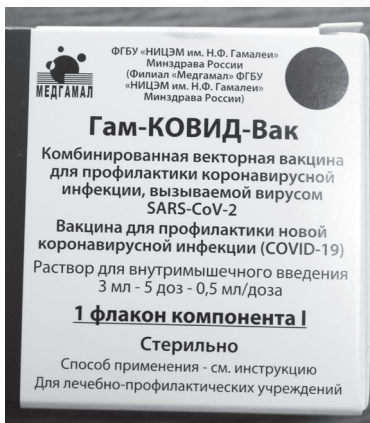 ФГБУ «НИЦЭМ им. Н.Ф. Гамалеи»
Минздрава России
(Филиал «Медгамал» ФГБУ
«НИЦЭМ им. Н.Ф. Гамалеи»
Минздрава России)
МЕДГАМАЛ
Гам-КОВИД-Вак
Комбинированная векторная вакцина
для профилактики коронавирусной
инфекции, вызываемой вирусом
SARS-CoV-2
Вакцина для профилактики новой
коронавирусной инфекции (COVID-19)
Раствор для внутримышечного введения
3 мл - 5 доз - 0,5 мл/доза
1 флакон компонента I
Стерильно
Способ применения - см. инструкцию
Для лечебно-профилактических учреждений